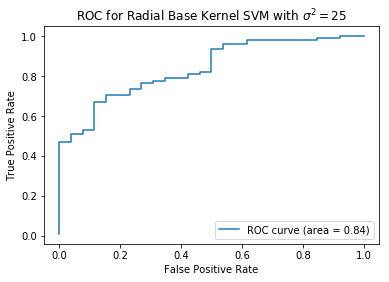 ROC for Radial Base Kernel SVM with σ² = 25
1.0
0.8
0.6
0.4
0.2
0.0
True Positive Rate
ROC curve (area = 0.84)
0.0 0.2 0.4 0.6 0.8 1.0
False Positive Rate